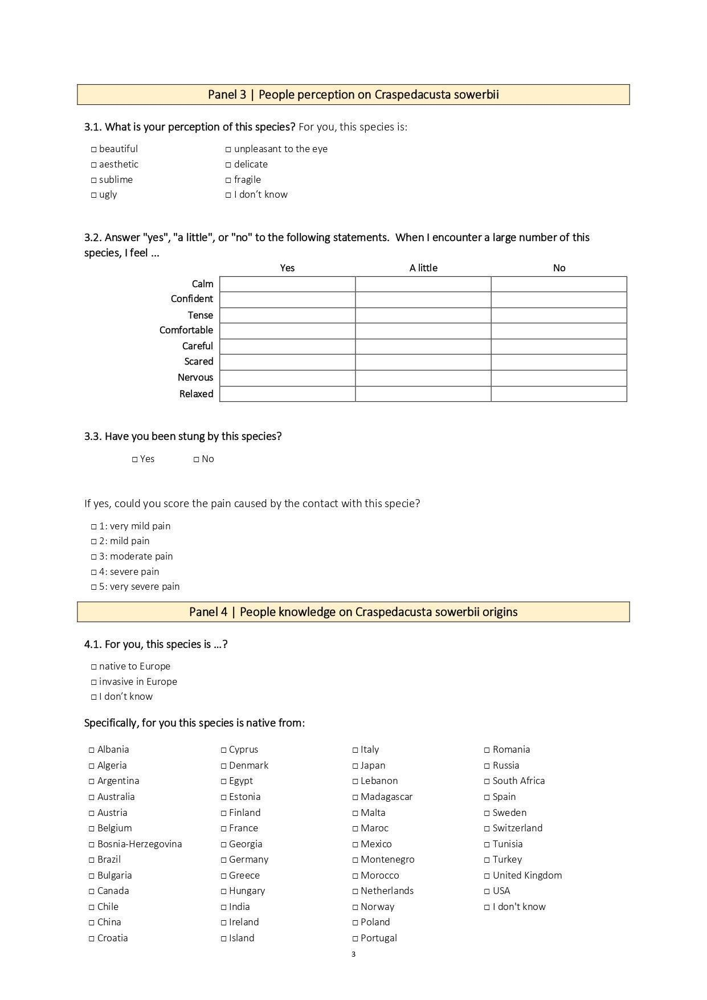 Panel 3 | People perception on Craspedacusta sowerbii
3.1. What is your perception of this species? For you, this species is:
□ beautiful
□ aesthetic
□ sublime
□ ugly
□ unpleasant to the eye
□ delicate
□ fragile
□ I don’t know
3.2. Answer "yes", "a little", or "no" to the following statements.  When I encounter a large number of this
species, I feel ...
Yes A little No
Calm
Confident
Tense
Comfortable
Careful
Scared
Nervous
Relaxed
3.3. Have you been stung by this species?
□ Yes □ No
If yes, could you score the pain caused by the contact with this specie?
□ 1: very mild pain
□ 2: mild pain
□ 3: moderate pain
□ 4: severe pain
□ 5: very severe pain
Panel 4 | People knowledge on Craspedacusta sowerbii origins
4.1. For you, this species is ...?
□ native to Europe
□ invasive in Europe
□ I don’t know
Specifically, for you this species is native from:
□ Albania
□ Algeria
□ Argentina
□ Australia
□ Austria
□ Belgium
□ Bosnia-Herzegovina
□ Brazil
□ Bulgaria
□ Canada
□ Chile
□ China
□ Croatia
□ Cyprus
□ Denmark
□ Egypt
□ Estonia
□ Finland
□ France
□ Georgia
□ Germany
□ Greece
□ Hungary
□ India
□ Ireland
□ Island
□ Italy
□ Japan
□ Lebanon
□ Madagascar
□ Malta
□ Maroc
□ Mexico
□ Montenegro
□ Morocco
□ Netherlands
□ Norway
□ Poland
□ Portugal
□ Romania
□ Russia
□ South Africa
□ Spain
□ Sweden
□ Switzerland
□ Tunisia
□ Turkey
□ United Kingdom
□ USA
□ I don't know
3